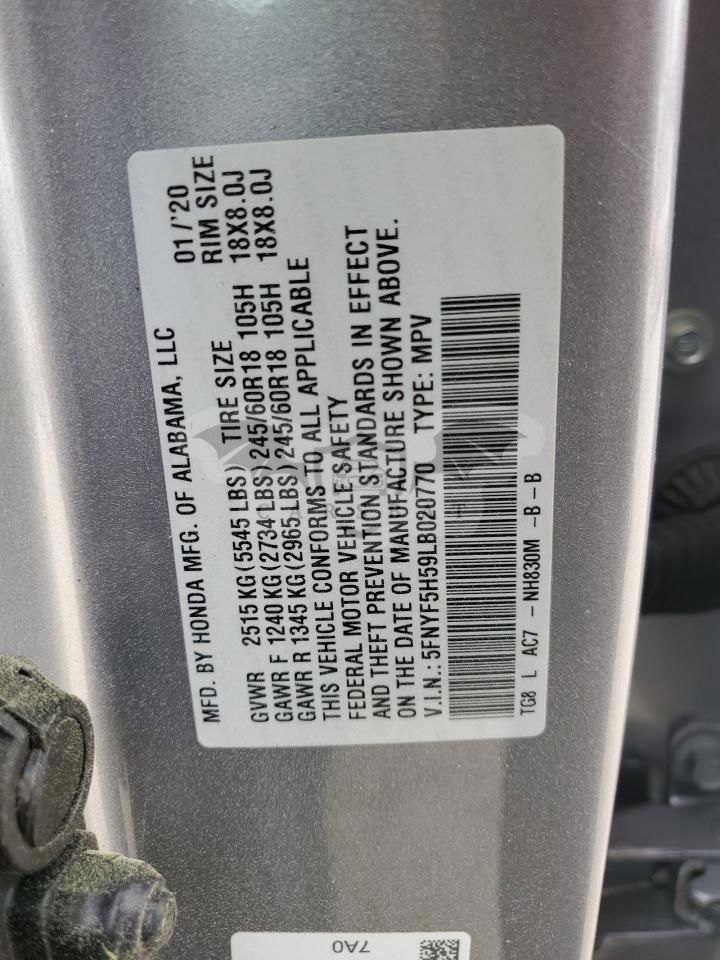 MFD. BY HONDA MFG. OF ALABAMA, LLC 01/'20
GVWR 2515 KG (5545 LBS) TIRE SIZE RIM SIZE
GAWR F 1240 KG (2734 LBS) 245/60R18 105H 18X8.0J
GAWR R 1345 KG (2965 LBS) 245/60R18 105H 18X8.0J
THIS VEHICLE CONFORMS TO ALL APPLICABLE
FEDERAL MOTOR VEHICLE SAFETY
AND THEFT PREVENTION STANDARDS IN EFFECT
ON THE DATE OF MANUFACTURE SHOWN ABOVE.
V.I.N.: 5FNYF5H59LB020770 TYPE: MPV
TG8 L AC7 - NH830M -B -B
7A0